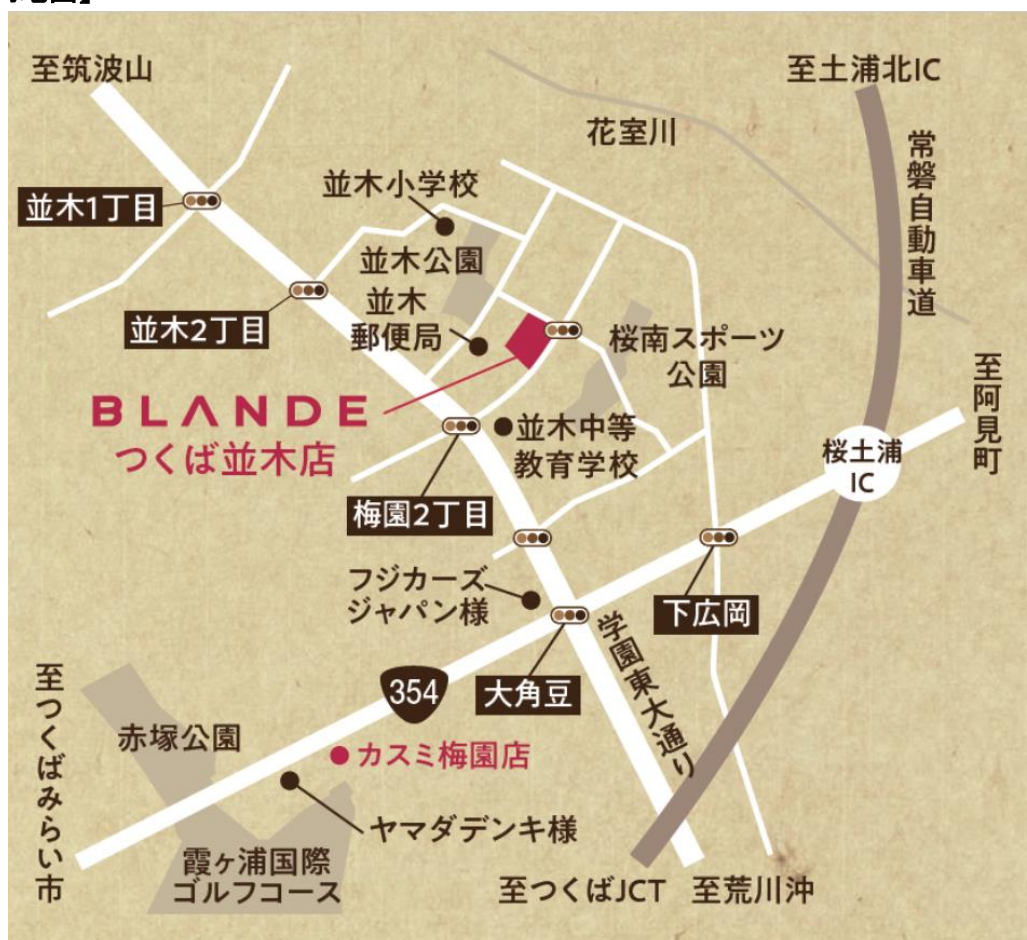 至筑波山
至土浦北IC
花室川
常磐自動車道
並木小学校
並木1丁目
並木公園
並木2丁目
並木
郵便局
桜南スポーツ
公園
至阿見町
BLANDE
つくば並木店
並木中等
教育学校
桜土浦
IC
梅園2丁目
フジカーズ
ジャパン様
下広岡
学園東大通り
大角豆
354
至つくばみらい市
赤塚公園
カスミ梅園店
ヤマダデンキ様
霞ヶ浦国際
ゴルフコース
至つくばJCT
至荒川沖